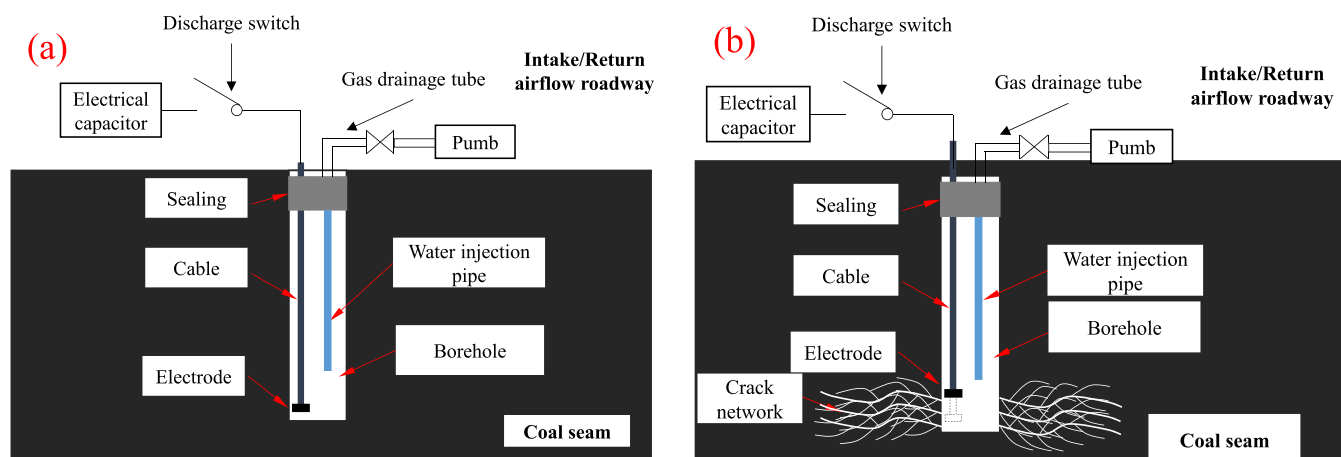 (a)
Discharge switch
Intake/Return
airflow roadway
Gas drainage tube
Electrical
capacitor
Pumb
Sealing
Cable
Water injection
pipe
Borehole
Electrode
Coal seam
(b)
Discharge switch
Intake/Return
airflow roadway
Gas drainage tube
Electrical
capacitor
Pumb
Sealing
Cable
Water injection
pipe
Borehole
Electrode
Crack
network
Coal seam